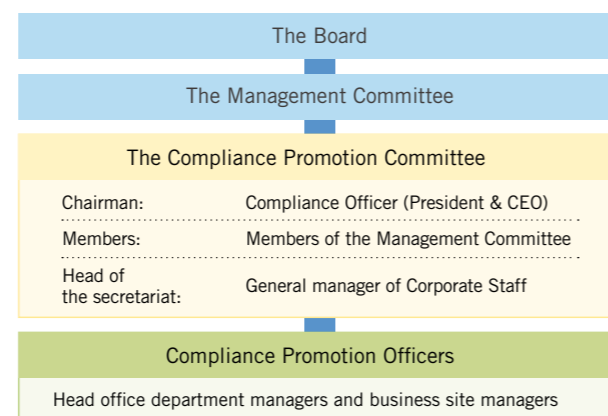 The Board
The Management Committee
The Compliance Promotion Committee
Chairman: Compliance Officer (President & CEO)
Members: Members of the Management Committee
Head of
the secretariat: General manager of Corporate Staff
Compliance Promotion Officers
Head office department managers and business site managers